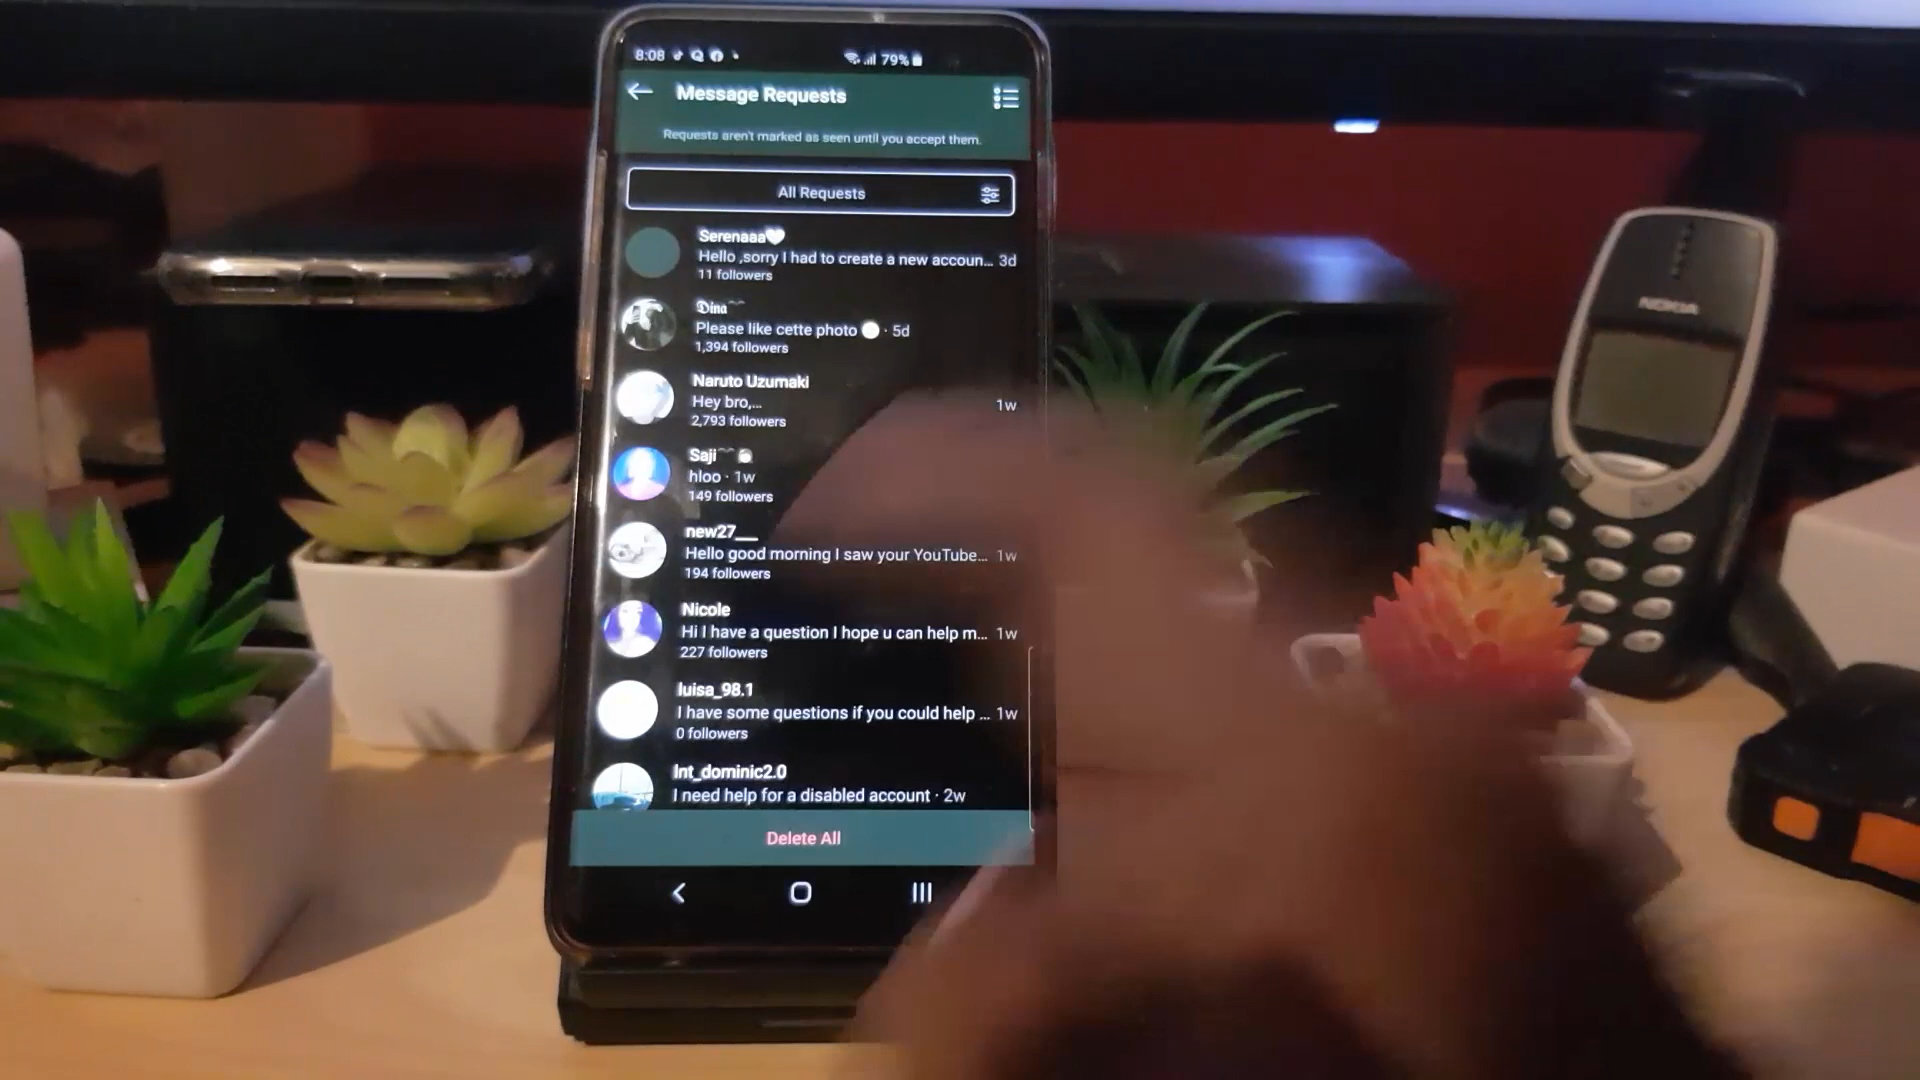 8:08
79%
Message Requests
Requests aren't marked as seen until you accept them.
All Requests
Serenaaa
Hello ,sorry I had to create a new accoun... 3d
11 followers
𝕯𝖎𝖓𝖆
Please like cette photo · 5d
1,394 followers
Naruto Uzumaki
Hey bro,... 1w
2,793 followers
Saji
hloo · 1w
149 followers
new27___
Hello good morning I saw your YouTube... 1w
194 followers
Nicole
Hi I have a question I hope u can help m... 1w
227 followers
luisa_98.1
I have some questions if you could help ... 1w
0 followers
lnt_dominic2.0
I need help for a disabled account · 2w
Delete All
NOKIA